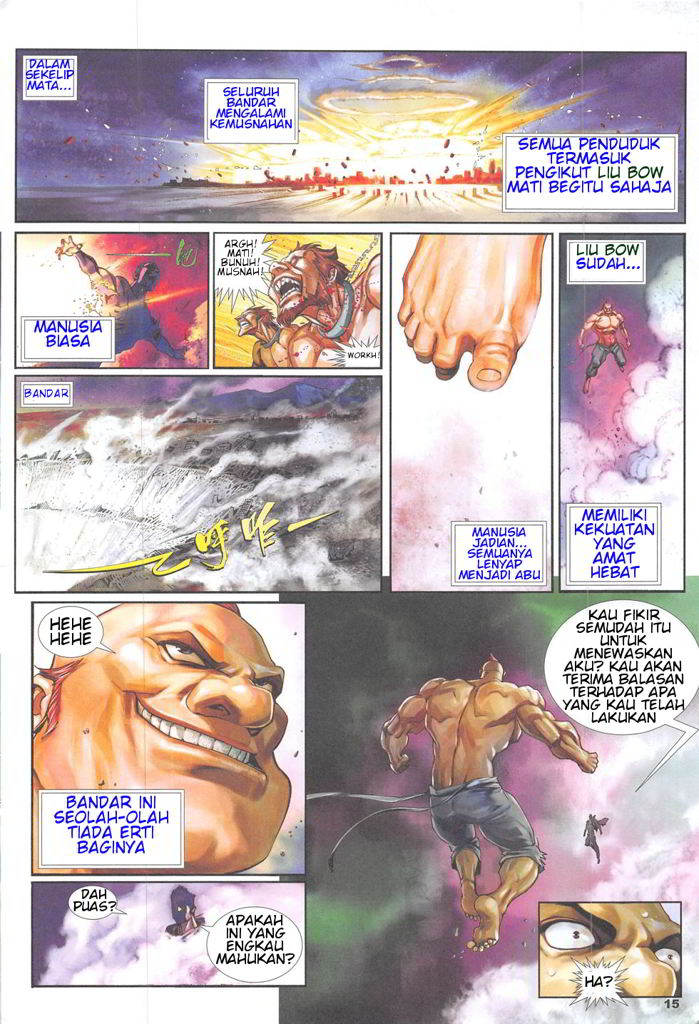 DALAM
SEKELIP
MATA...
SELURUH
BANDAR
MENGALAMI
KEMUSNAHAN
SEMUA PENDUDUK
TERMASUK
PENGIKUT LIU BOW
MATI BEGITU SAHAJA
MANUSIA
BIASA
ARGH!
MATI!
BUNUH!
MUSNAH!
WORKH!
BANDAR
呼咋
MANUSIA
JADIAN...
SEMUANYA
LENYAP
MENJADI ABU
LIU BOW
SUDAH...
MEMILIKI
KEKUATAN
YANG
AMAT
HEBAT
HEHE
HEHE
BANDAR INI
SEOLAH-OLAH
TIADA ERTI
BAGINYA
KAU FIKIR
SEMUDAH ITU
UNTUK
MENEWASKAN
AKU? KAU AKAN
TERIMA BALASAN
TERHADAP APA
YANG KAU TELAH
LAKUKAN
DAH
PUAS?
APAKAH
INI YANG
ENGKAU
MAHUKAN?
HA?
15